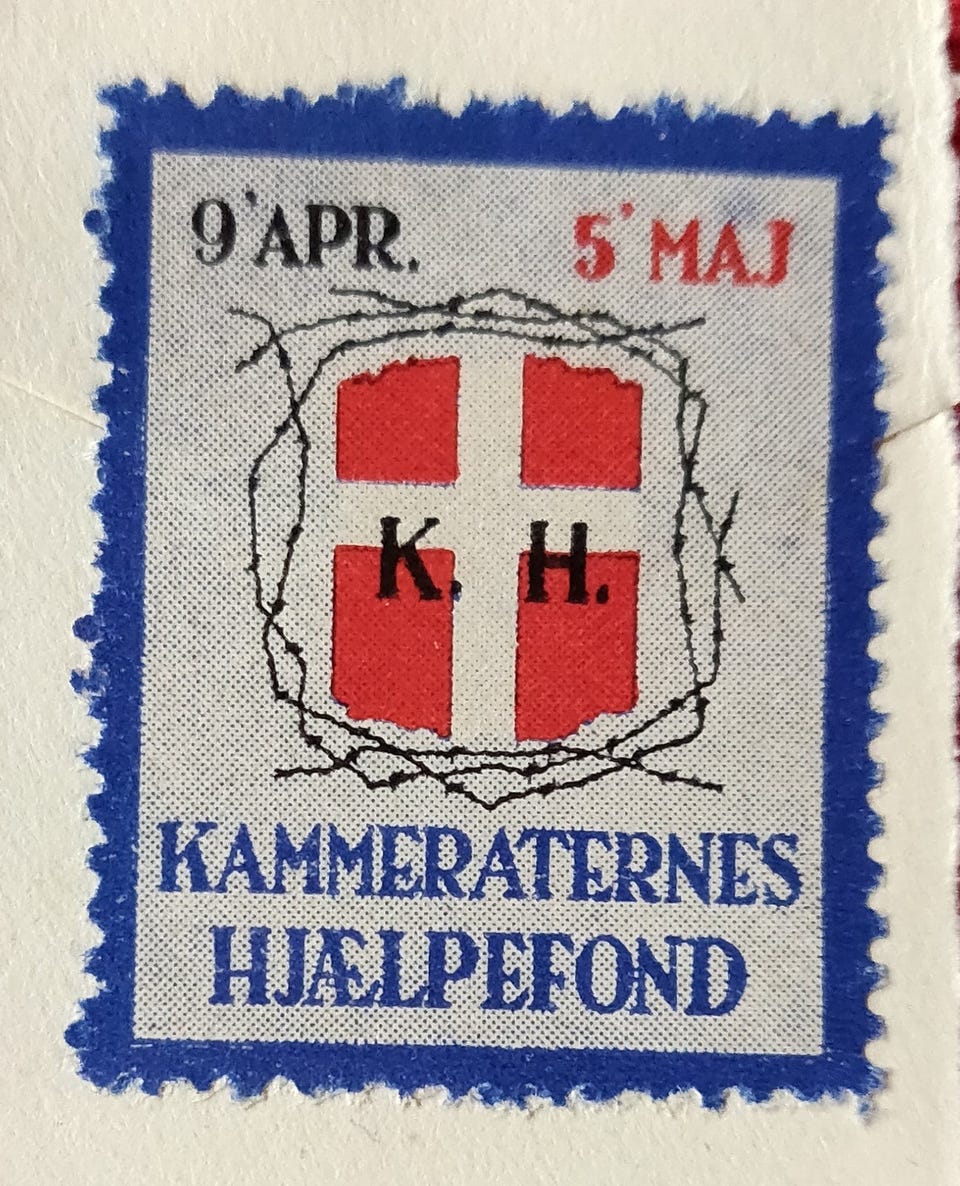 9' APR. 5' MAJ
K. H.
KAMMERATERNES
HJÆLPEFOND